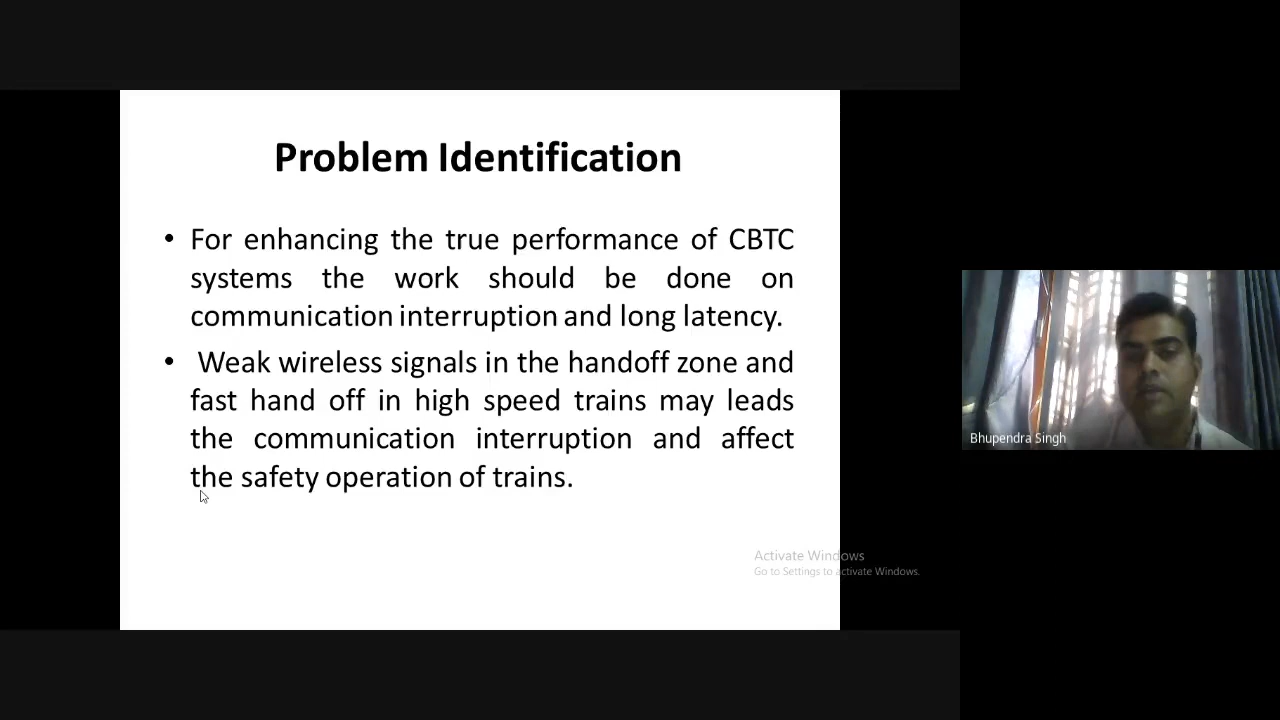 Problem Identification
• For enhancing the true performance of CBTC
systems the work should be done on
communication interruption and long latency.
• Weak wireless signals in the handoff zone and
fast hand off in high speed trains may leads
the communication interruption and affect
the safety operation of trains.
Bhupendra Singh
Activate Windows
Go to Settings to activate Windows.